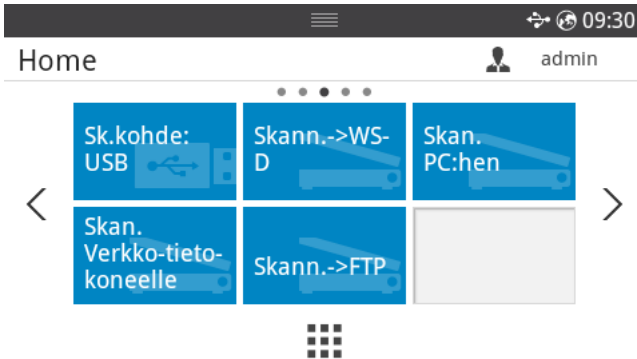 09:30
Home
admin
Sk.kohde:
USB
Skann.->WS-
D
Skan.
PC:hen
Skan.
Verkko-tieto-
koneelle
Skann.->FTP